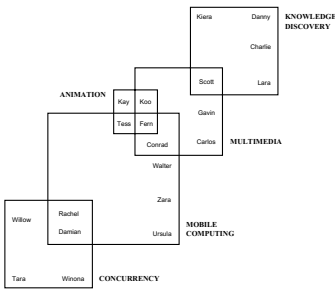 Kiera Danny KNOWLEDGE
DISCOVERY
Charlie
Scott Lara
ANIMATION
Kay Koo
Gavin
Tess Fern
Conrad Carlos MULTIMEDIA
Walter
Zara
Rachel
Willow
Damian
MOBILE
Ursula COMPUTING
Tara Winona CONCURRENCY